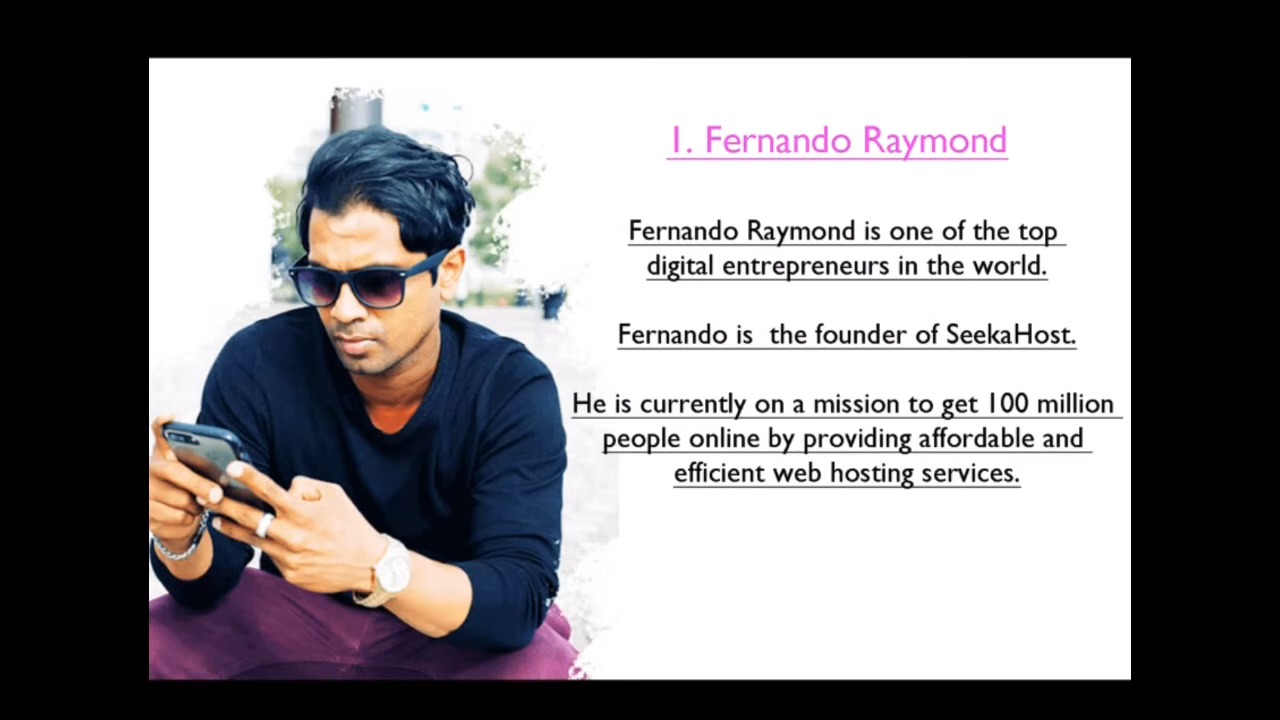 1. Fernando Raymond
Fernando Raymond is one of the top
digital entrepreneurs in the world.
Fernando is  the founder of SeekaHost.
He is currently on a mission to get 100 million
people online by providing affordable and
efficient web hosting services.